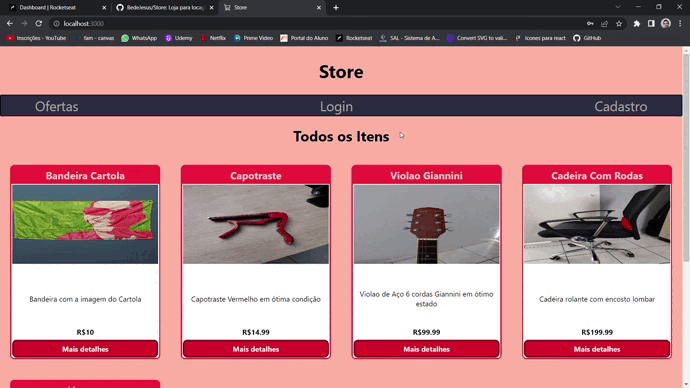 Dashboard | Rocketseat
BedeJesus/Store: Loja para loca
Store
localhost:3000
Inscrições - YouTube
fam - canvas
WhatsApp
Udemy
Netflix
Prime Video
Portal do Aluno
Rocketseat
SAL - Sistema de A...
Convert SVG to vali...
Icones para react
GitHub
Store
Ofertas Login Cadastro
Todos os Itens
Bandeira Cartola
Bandeira com a imagem do Cartola
R$10
Mais detalhes
Capotraste
Capotraste Vermelho em ótima condição
R$14.99
Mais detalhes
Violao Giannini
Violao de Aço 6 cordas Giannini em ótimo
estado
R$99.99
Mais detalhes
Cadeira Com Rodas
Cadeira rolante com encosto lombar
R$199.99
Mais detalhes